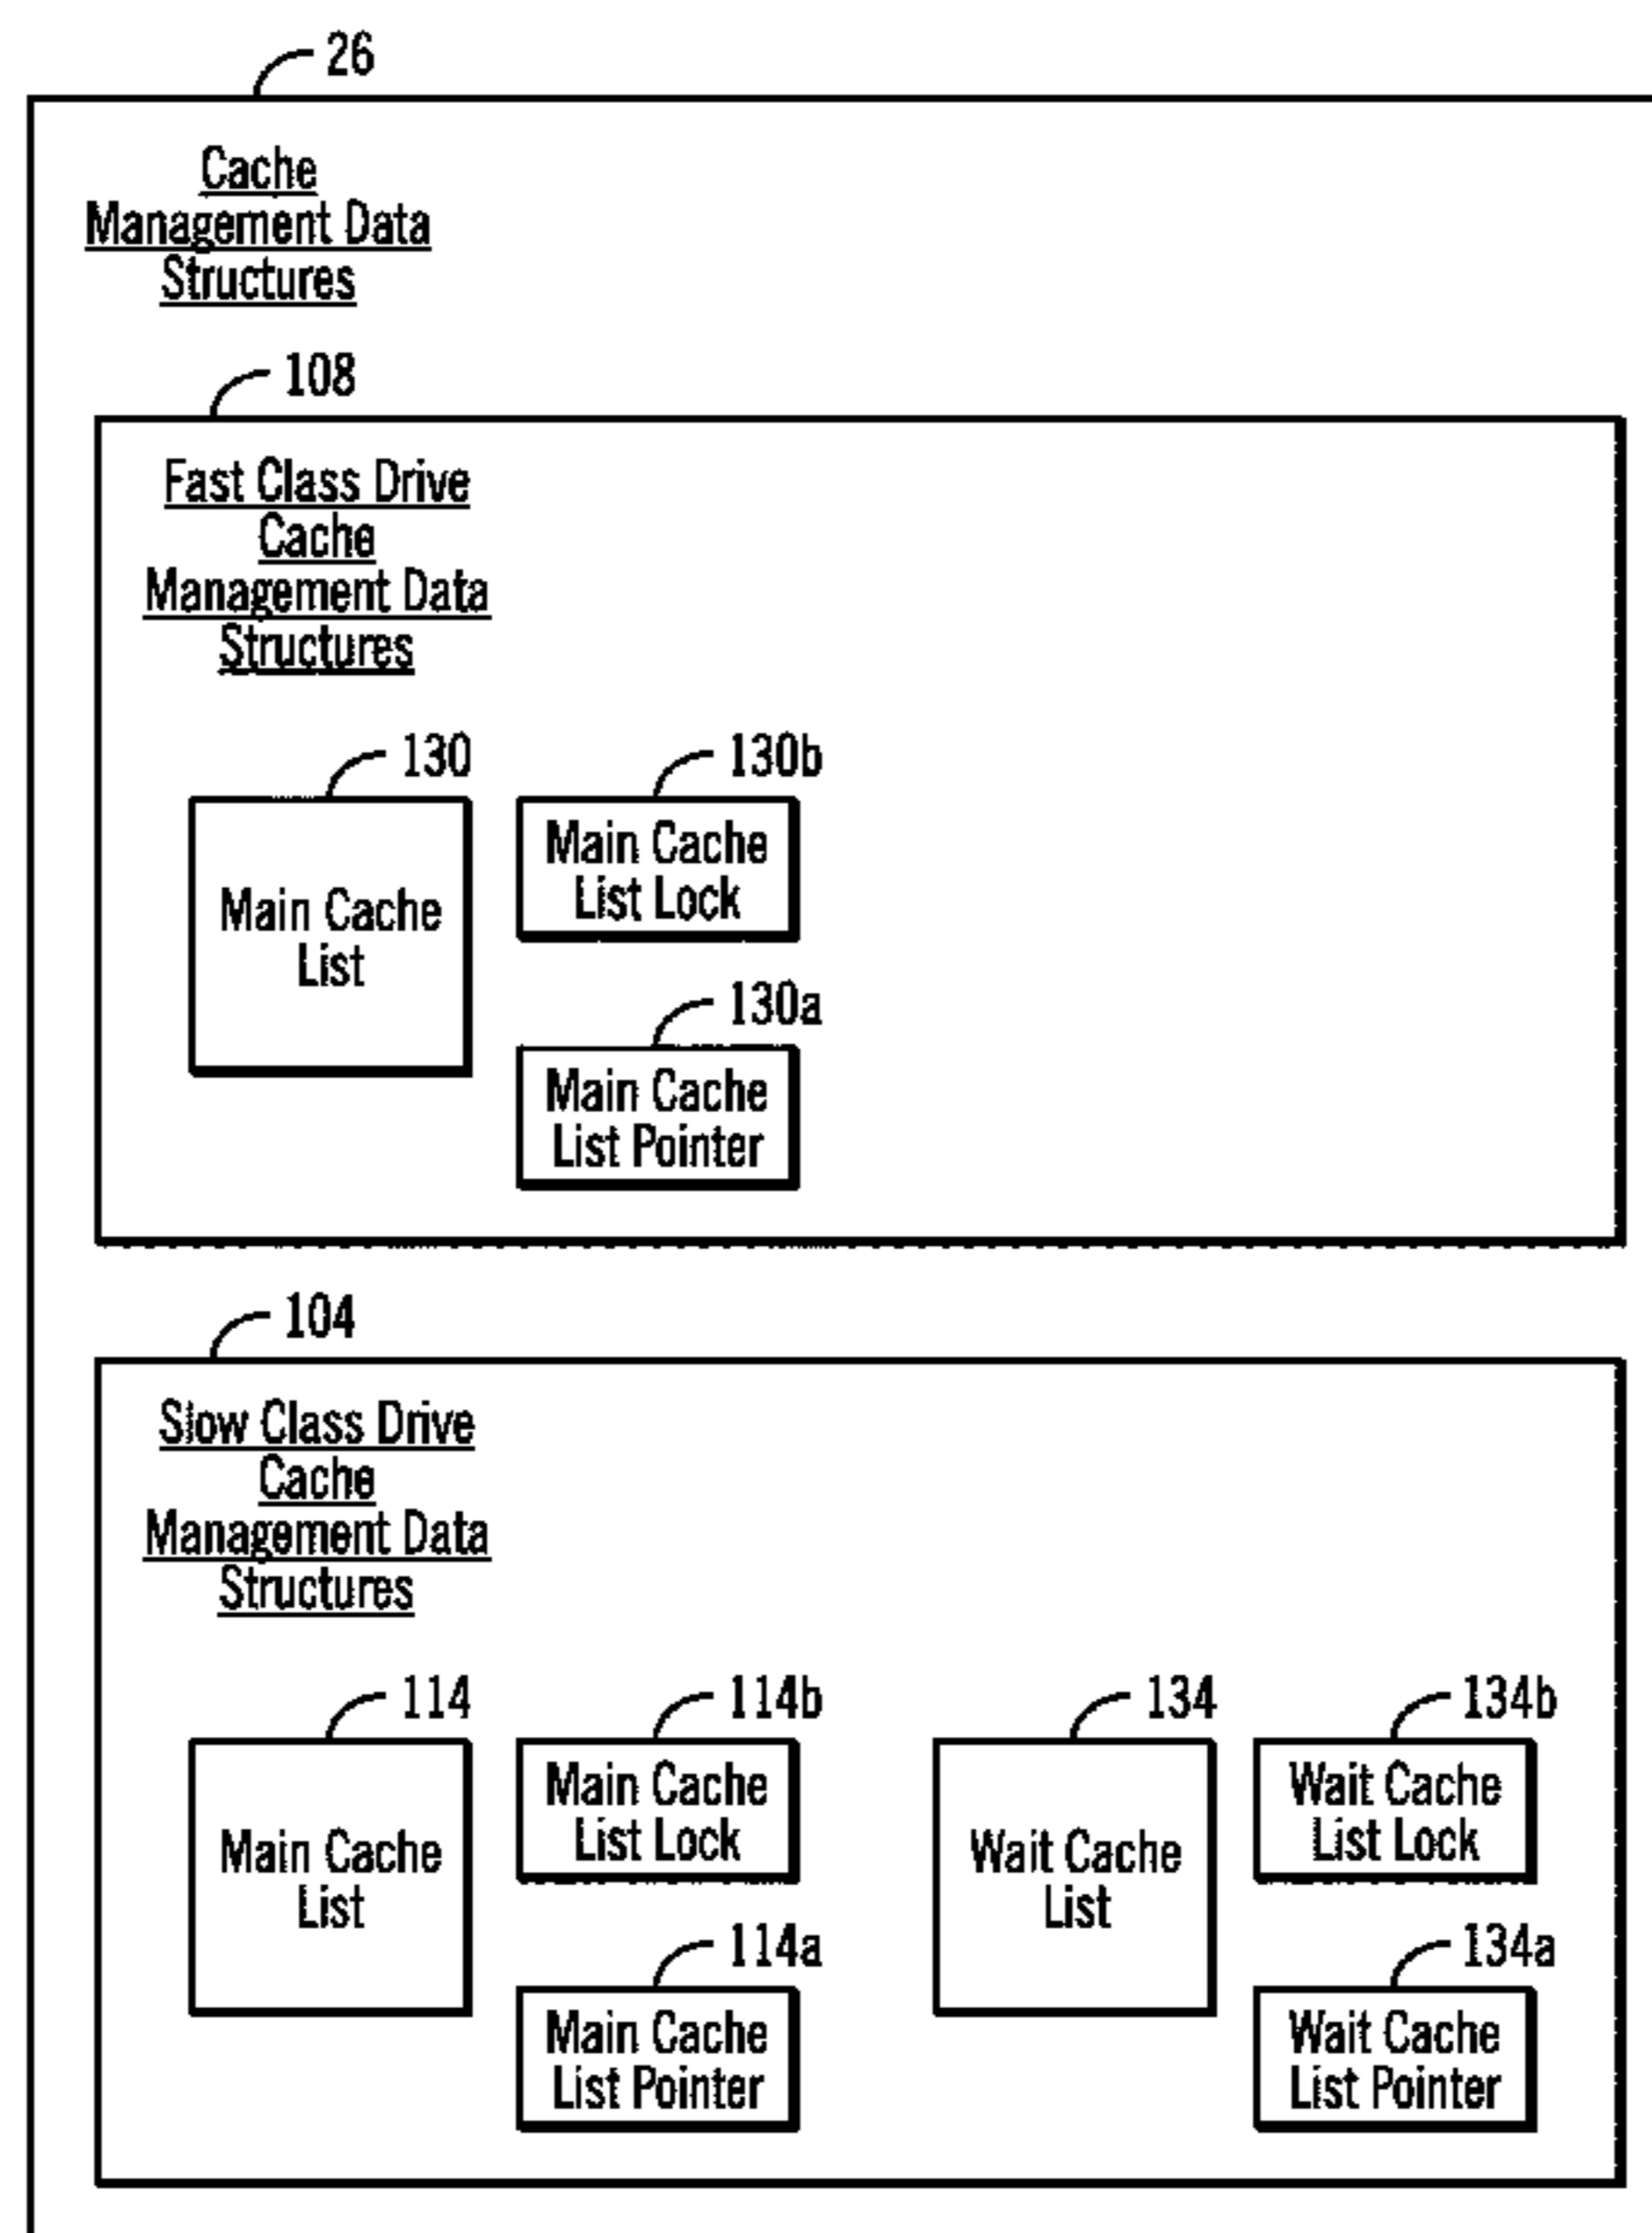 26
Cache
Management Data
Structures
108
Fast Class Drive
Cache
Management Data
Structures
130
Main Cache
List
130b
Main Cache
List Lock
130a
Main Cache
List Pointer
104
Slow Class Drive
Cache
Management Data
Structures
114
Main Cache
List
114b
Main Cache
List Lock
114a
Main Cache
List Pointer
134
Wait Cache
List
134b
Wait Cache
List Lock
134a
Wait Cache
List Pointer